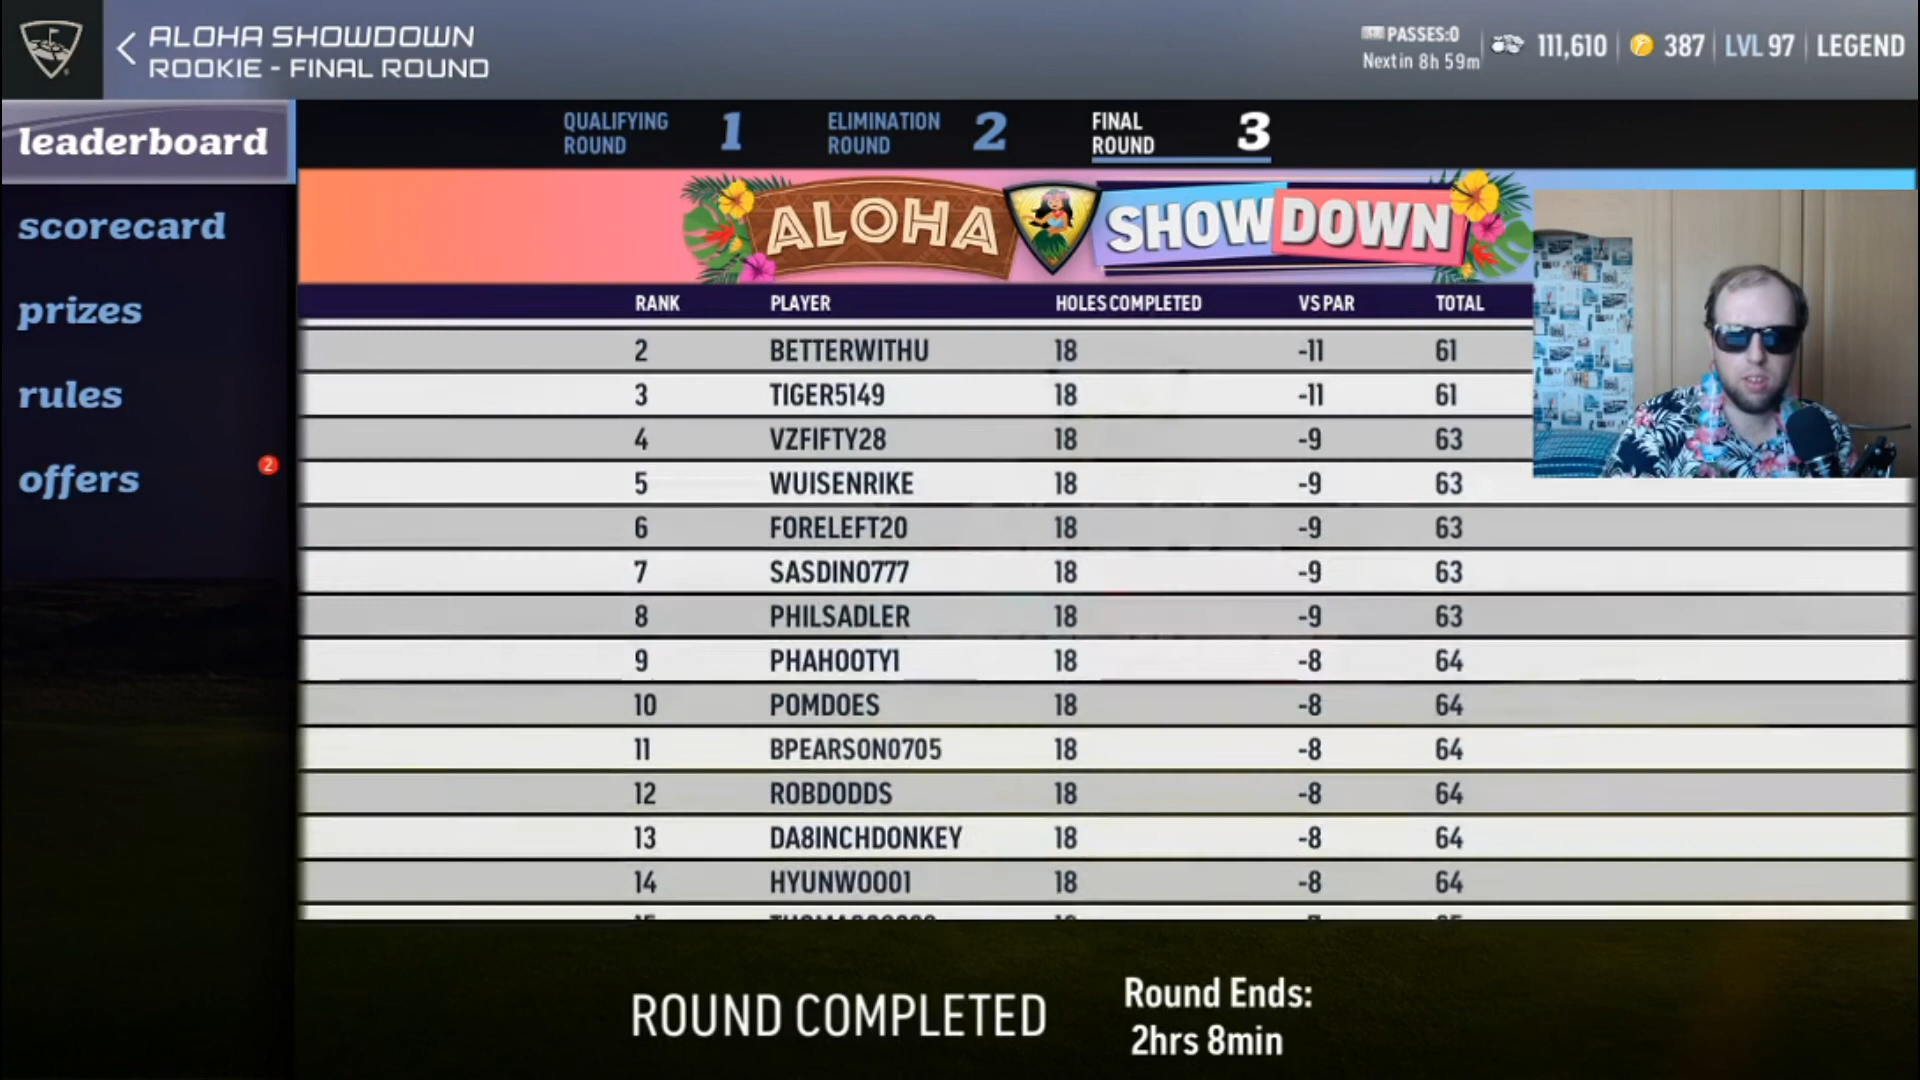 ALOHA SHOWDOWN
ROOKIE - FINAL ROUND
PASSES:0
Next in 8h 59m
111,610
387
LVL 97
LEGEND
leaderboard
scorecard
prizes
rules
offers
2
QUALIFYING
ROUND
1
ELIMINATION
ROUND
2
FINAL
ROUND
3
ALOHA SHOWDOWN
RANK PLAYER HOLES COMPLETED VS PAR TOTAL
2 BETTERWITHU 18 -11 61
3 TIGER5149 18 -11 61
4 VZFIFTY28 18 -9 63
5 WUISENRIKE 18 -9 63
6 FORELEFT20 18 -9 63
7 SASDINO777 18 -9 63
8 PHILSADLER 18 -9 63
9 PHAHOOTY1 18 -8 64
10 POMDOES 18 -8 64
11 BPEARSON0705 18 -8 64
12 ROBDODDS 18 -8 64
13 DA8INCHDONKEY 18 -8 64
14 HYUNWOO01 18 -8 64
ROUND COMPLETED
Round Ends:
2hrs 8min